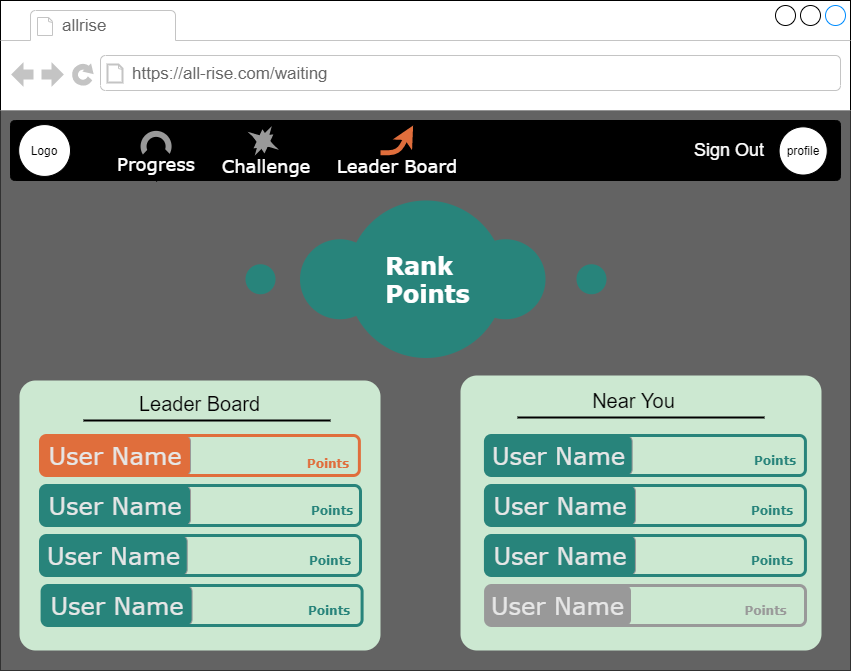 allrise
https://all-rise.com/waiting
Logo
Progress
Challenge
Leader Board
Sign Out
profile
Rank
Points
Leader Board
User Name
Points
User Name
Points
User Name
Points
User Name
Points
Near You
User Name
Points
User Name
Points
User Name
Points
User Name
Points